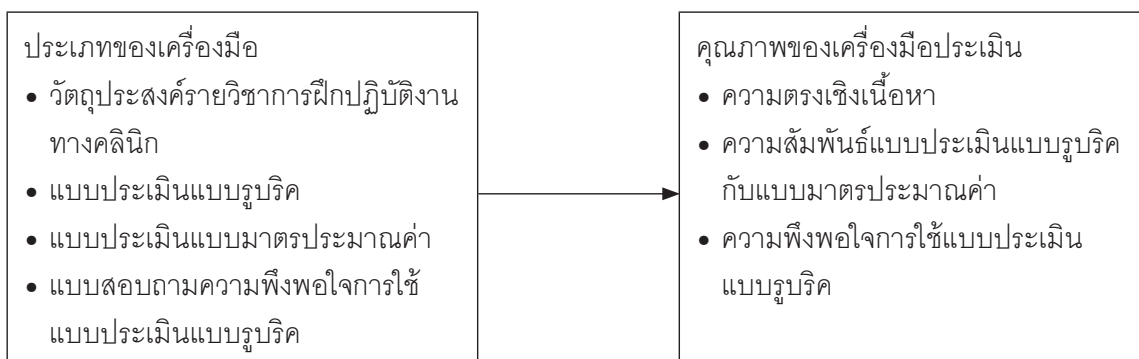 ประเภทของเครื่องมือ
• วัตถุประสงค์รายวิชาการฝึกปฏิบัติงาน
ทางคลินิก
• แบบประเมินแบบรูบริค
• แบบประเมินแบบมาตรประมาณค่า
• แบบสอบถามความพึงพอใจการใช้
แบบประเมินแบบรูบริค
คุณภาพของเครื่องมือประเมิน
• ความตรงเชิงเนื้อหา
• ความสัมพันธ์แบบประเมินแบบรูบริค
กับแบบมาตรประมาณค่า
• ความพึงพอใจการใช้แบบประเมิน
แบบรูบริค